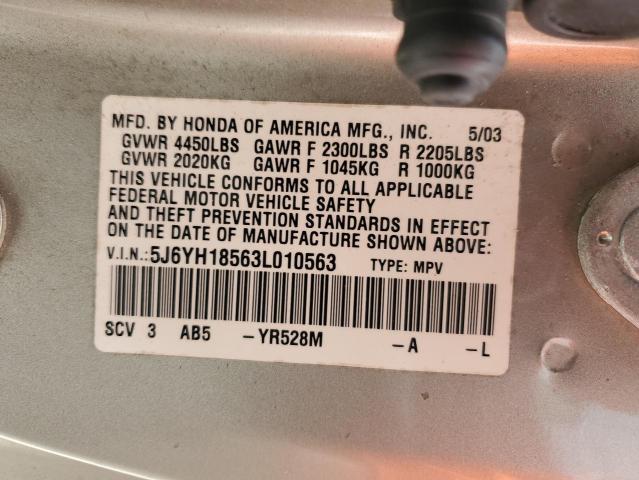 MFD. BY HONDA OF AMERICA MFG., INC. 5/03
GVWR 4450LBS GAWR F 2300LBS R 2205LBS
GVWR 2020KG GAWR F 1045KG R 1000KG
THIS VEHICLE CONFORMS TO ALL APPLICABLE
FEDERAL MOTOR VEHICLE SAFETY
AND THEFT PREVENTION STANDARDS IN EFFECT
ON THE DATE OF MANUFACTURE SHOWN ABOVE:
V.I.N.: 5J6YH18563L010563 TYPE: MPV
SCV 3 AB5 -YR528M -A -L